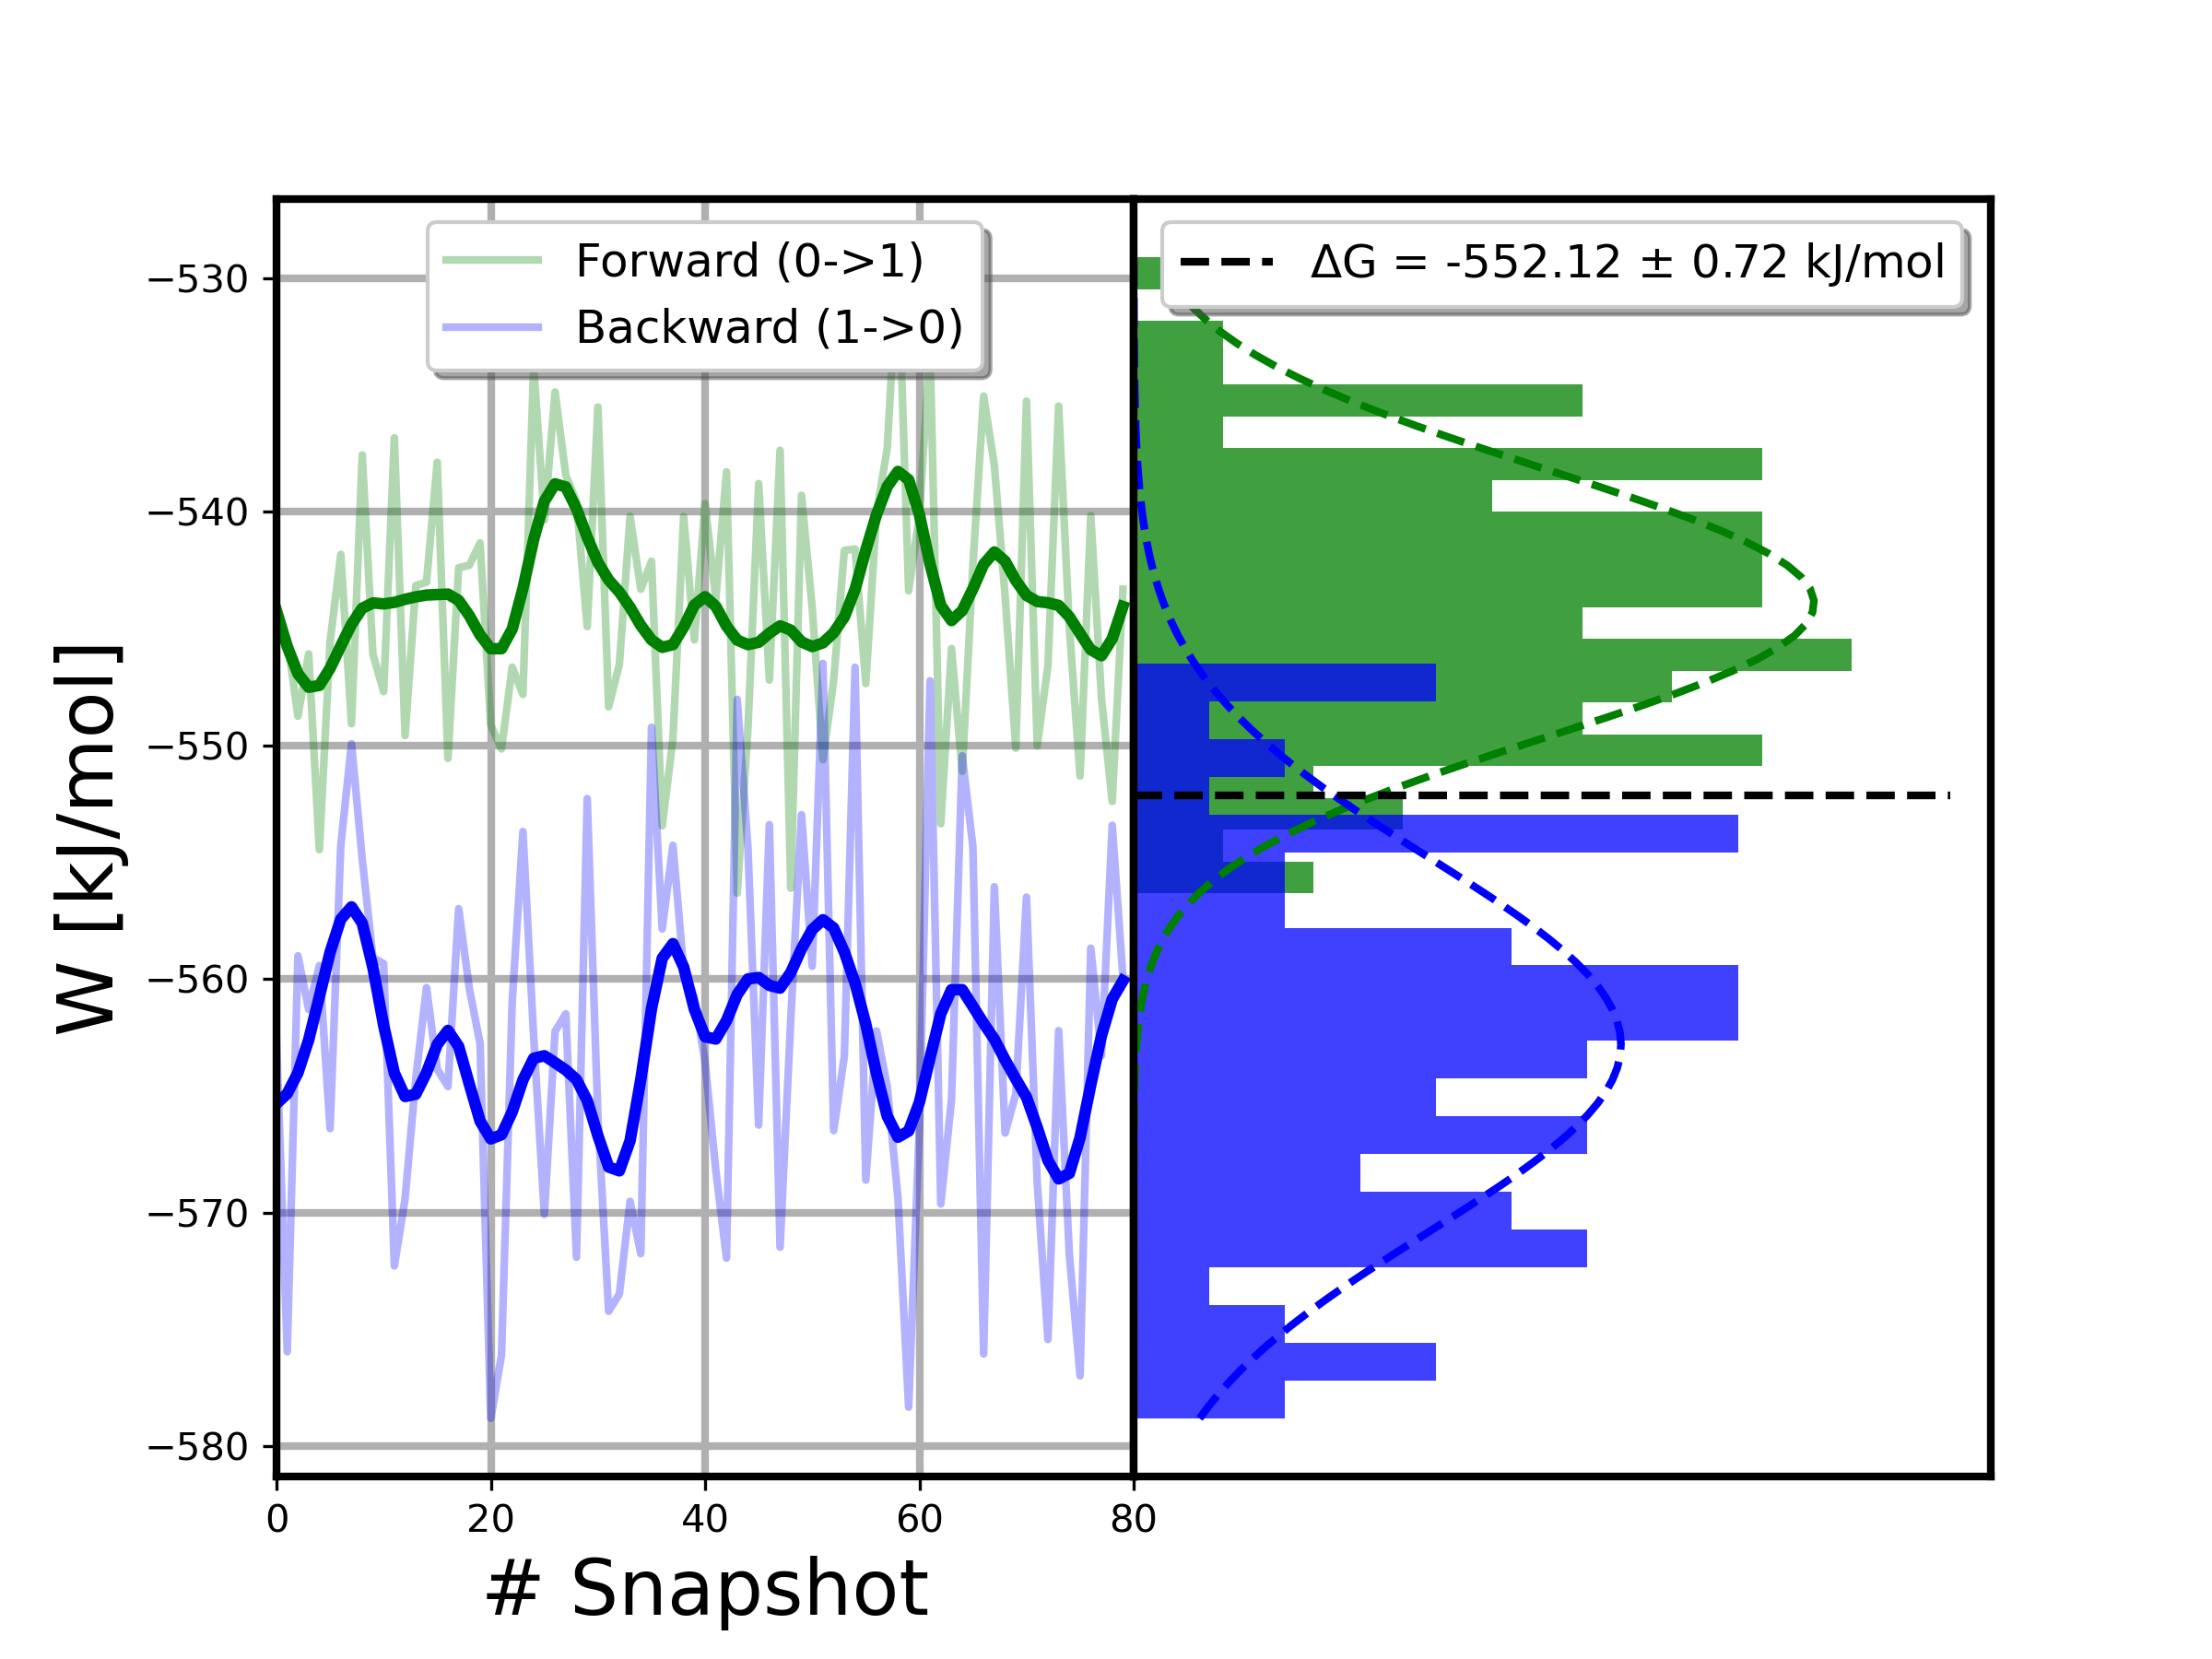 Forward (0->1)
Backward (1->0)
ΔG = -552.12 ± 0.72 kJ/mol
W [kJ/mol]
−530
−540
−550
−560
−570
−580
0 20 40 60 80
# Snapshot